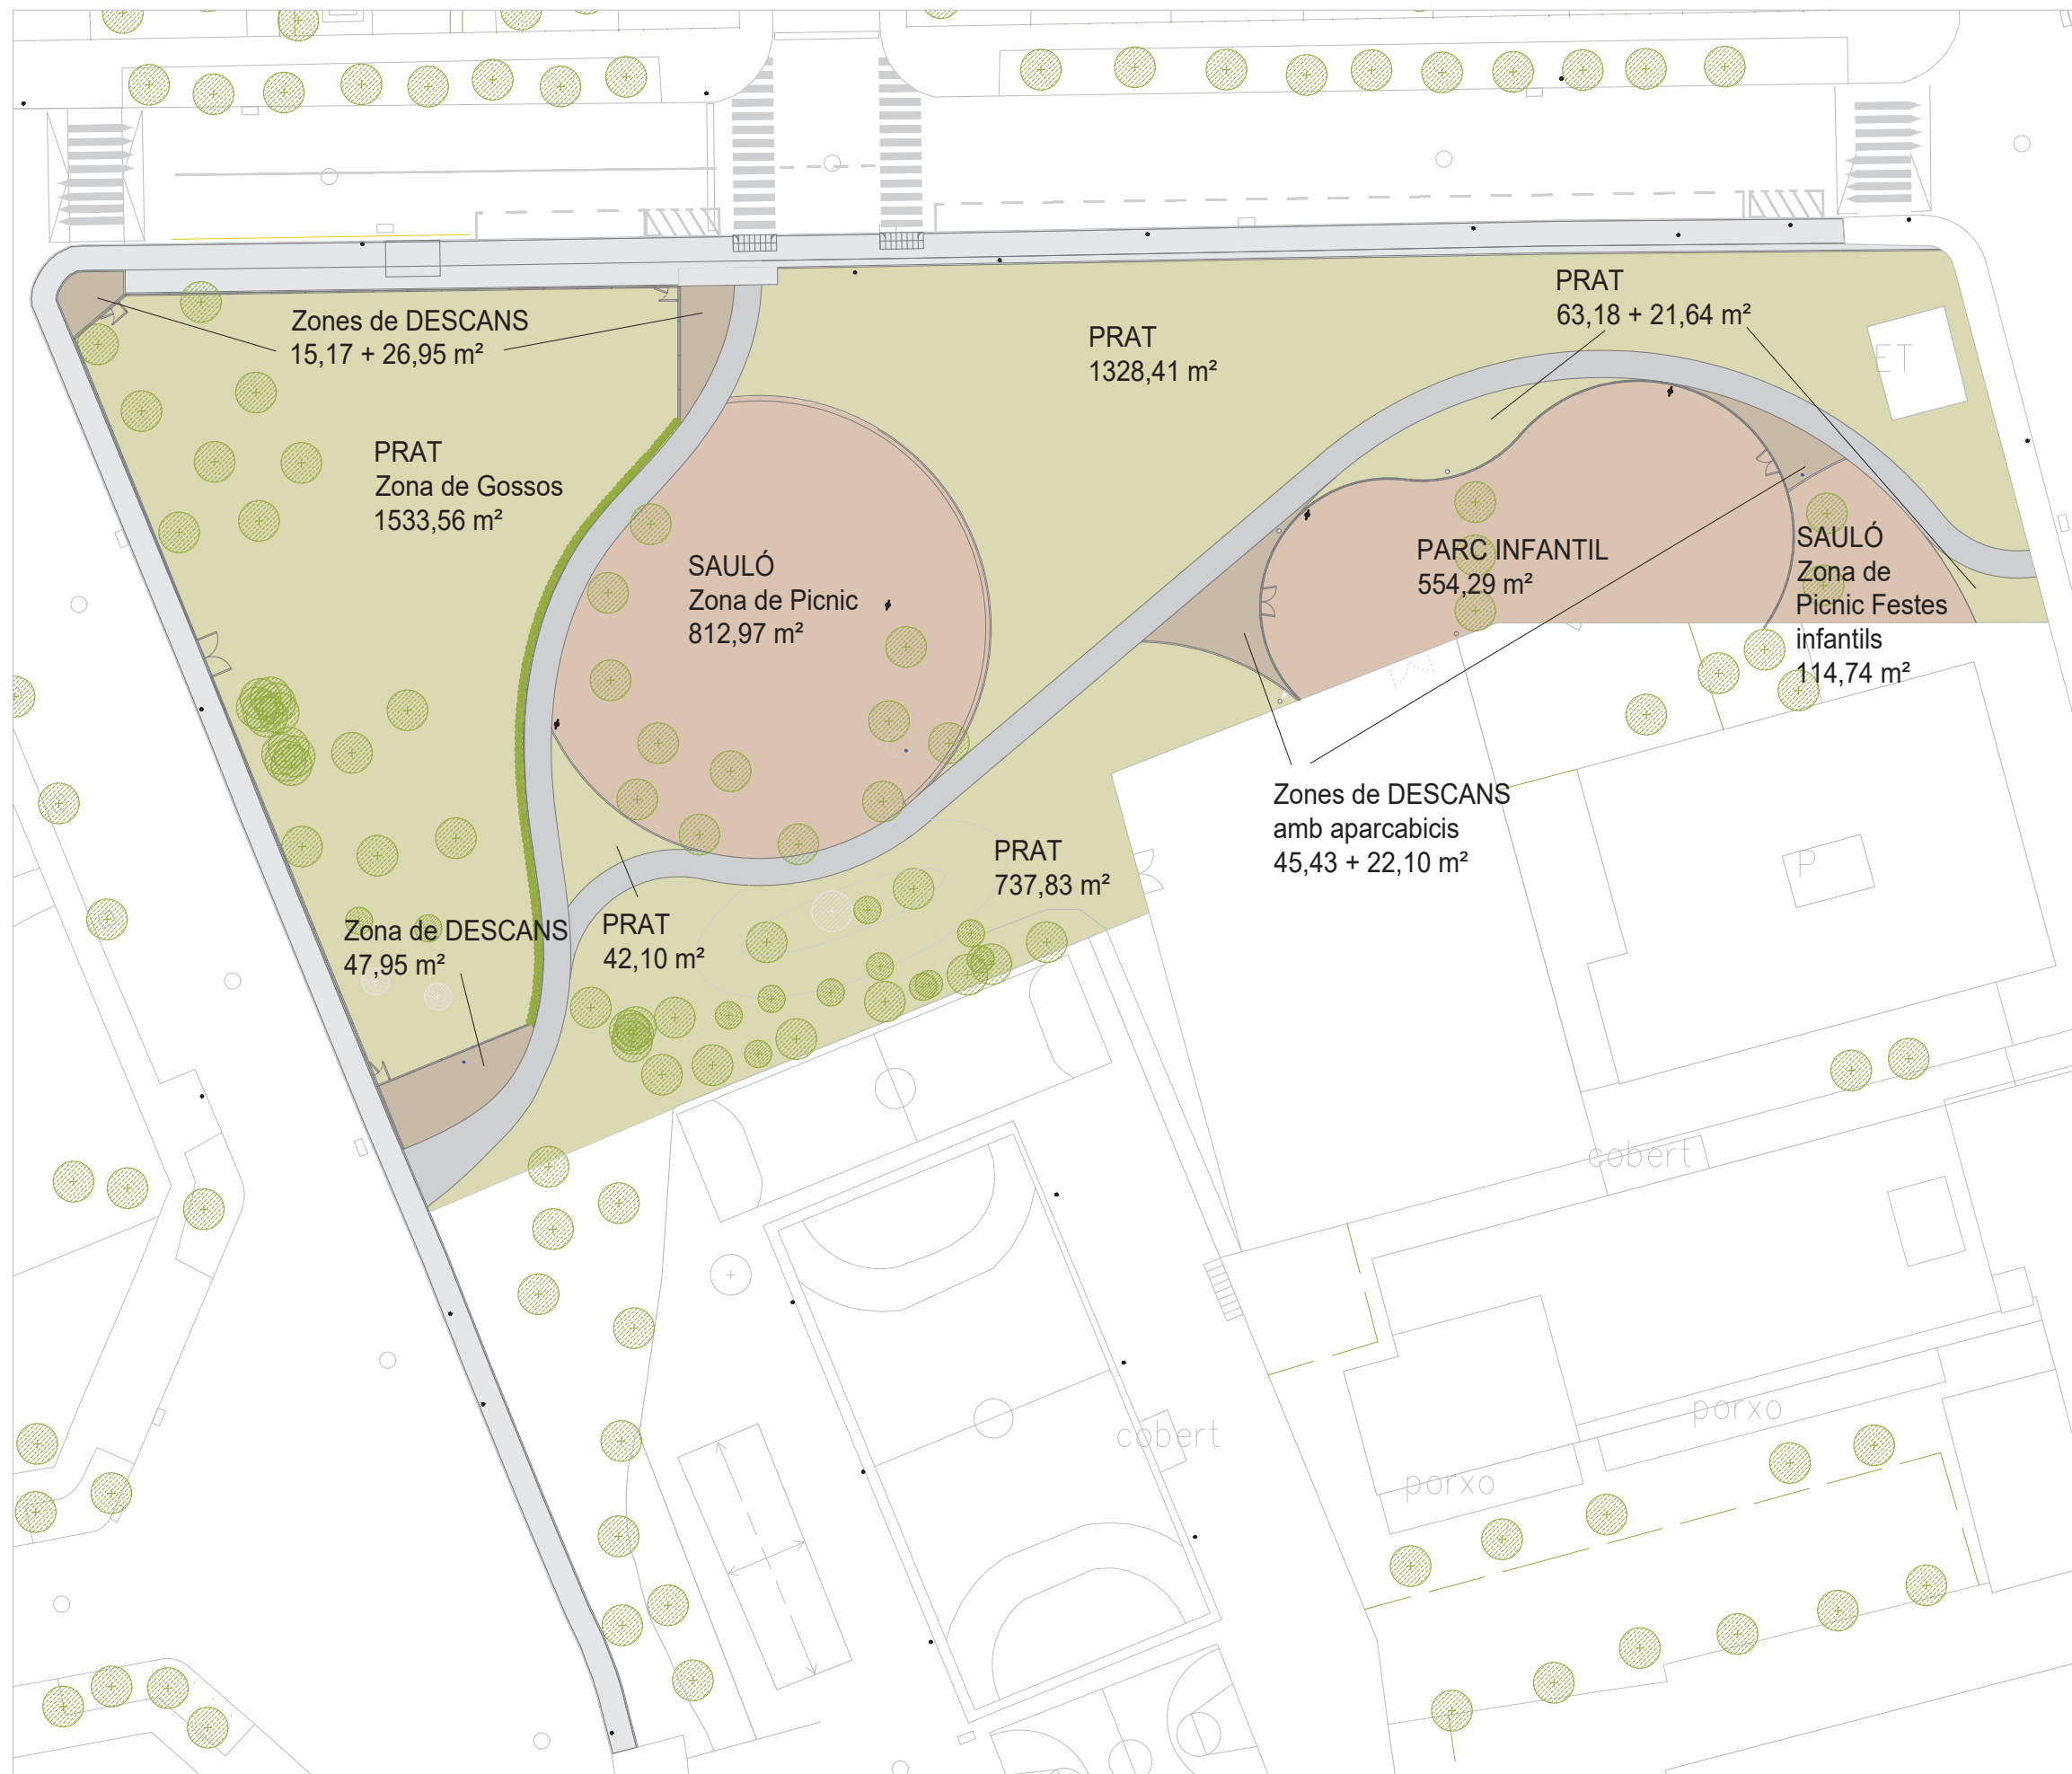 PRAT
63,18 + 21,64 m²
Zones de DESCANS
15,17 + 26,95 m²
PRAT
1328,41 m²
ET
PRAT
Zona de Gossos
1533,56 m²
SAULÓ
Zona de Picnic
812,97 m²
PARC INFANTIL
554,29 m²
SAULÓ
Zona de
Picnic Festes
infantils
114,74 m²
Zones de DESCANS
amb aparcabicis
45,43 + 22,10 m²
PRAT
737,83 m²
P
Zona de DESCANS
47,95 m²
PRAT
42,10 m²
cobert
porxo
cobert
porxo